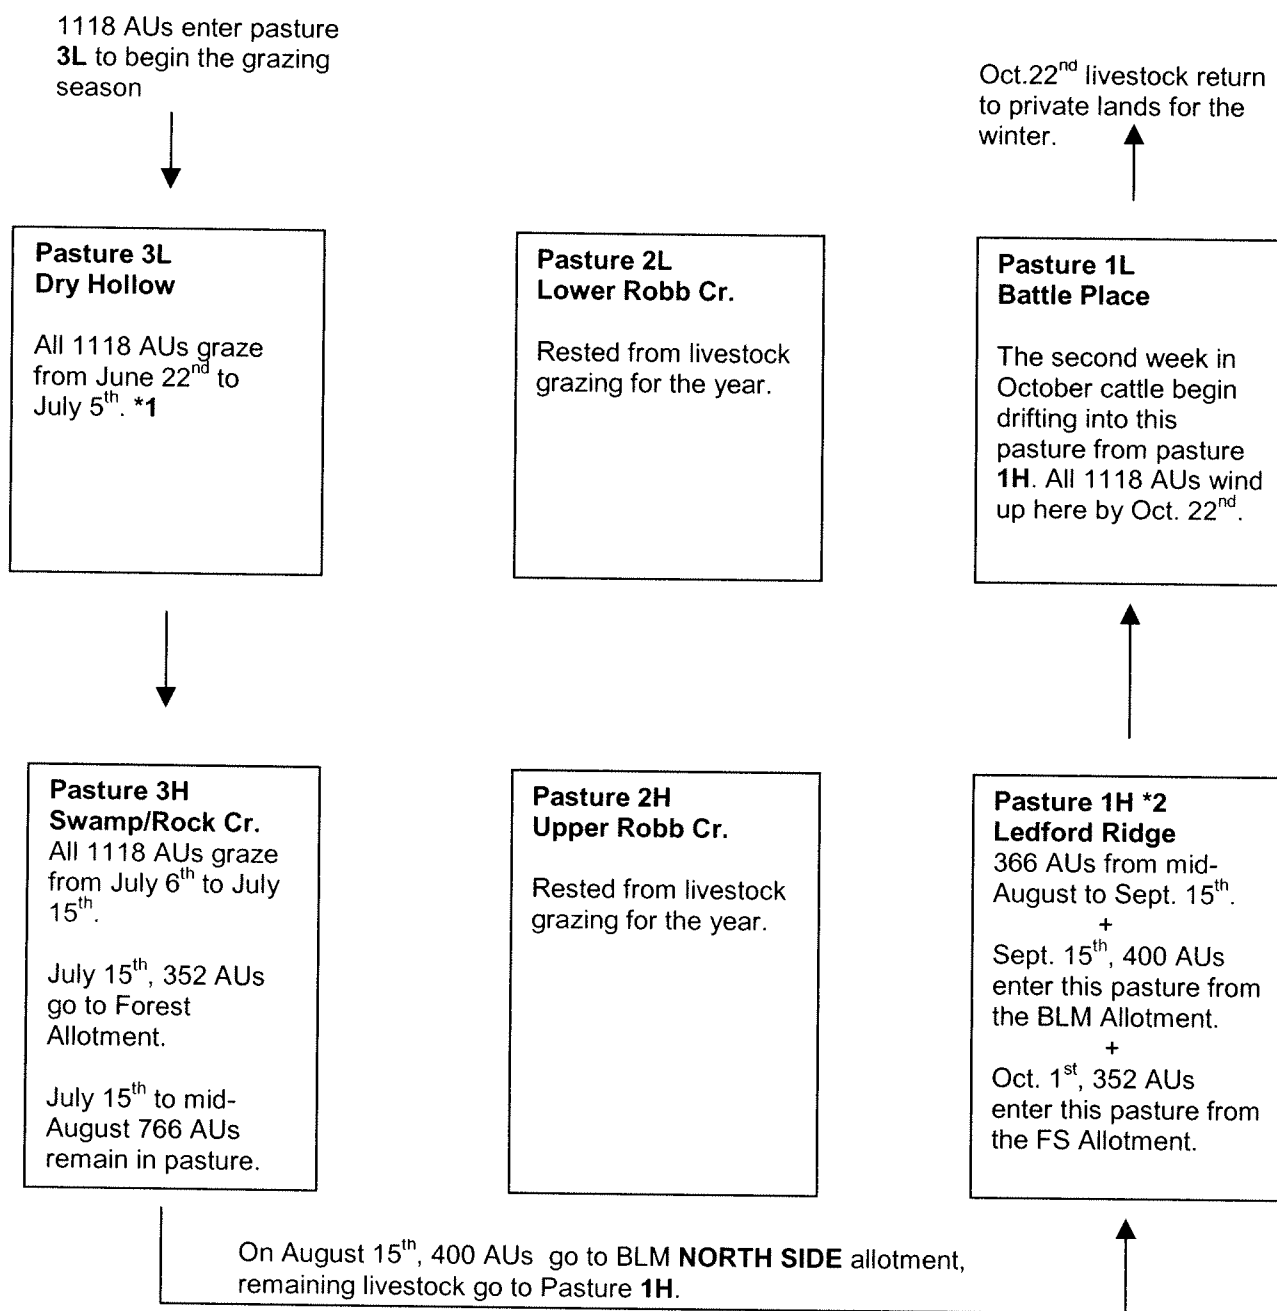 1118 AUs enter pasture
3L to begin the grazing
season
Oct.22nd livestock return
to private lands for the
winter.
Pasture 3L
Dry Hollow
All 1118 AUs graze
from June 22nd to
July 5th. *1
Pasture 2L
Lower Robb Cr.
Rested from livestock
grazing for the year.
Pasture 1L
Battle Place
The second week in
October cattle begin
drifting into this
pasture from pasture
1H. All 1118 AUs wind
up here by Oct. 22nd.
Pasture 3H
Swamp/Rock Cr.
All 1118 AUs graze
from July 6th to July
15th.
July 15th, 352 AUs
go to Forest
Allotment.
July 15th to mid-
August 766 AUs
remain in pasture.
Pasture 2H
Upper Robb Cr.
Rested from livestock
grazing for the year.
Pasture 1H *2
Ledford Ridge
366 AUs from mid-
August to Sept. 15th.
+
Sept. 15th, 400 AUs
enter this pasture from
the BLM Allotment.
+
Oct. 1st, 352 AUs
enter this pasture from
the FS Allotment.
On August 15th, 400 AUs go to BLM NORTH SIDE allotment,
remaining livestock go to Pasture 1H.